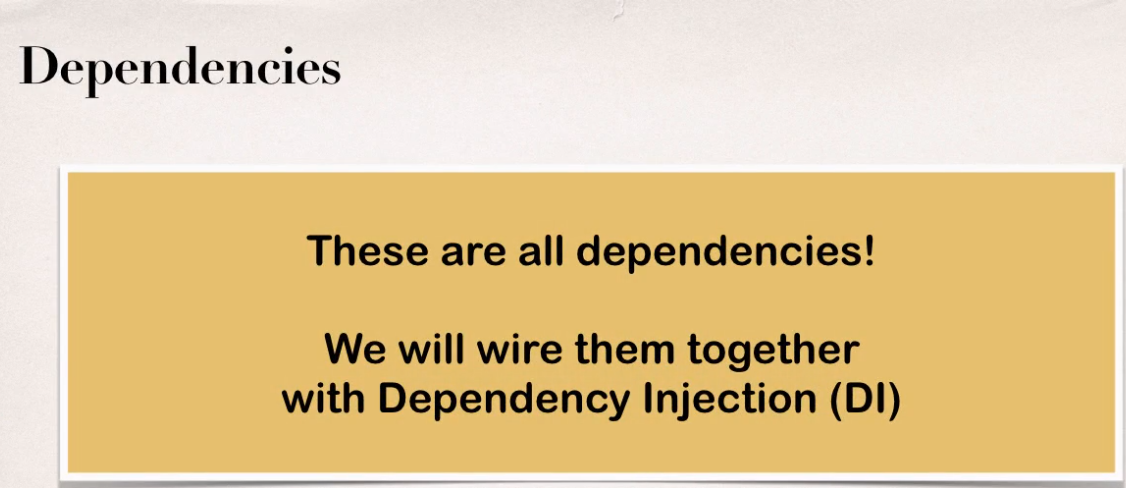 Dependencies
These are all dependencies!
We will wire them together
with Dependency Injection (DI)